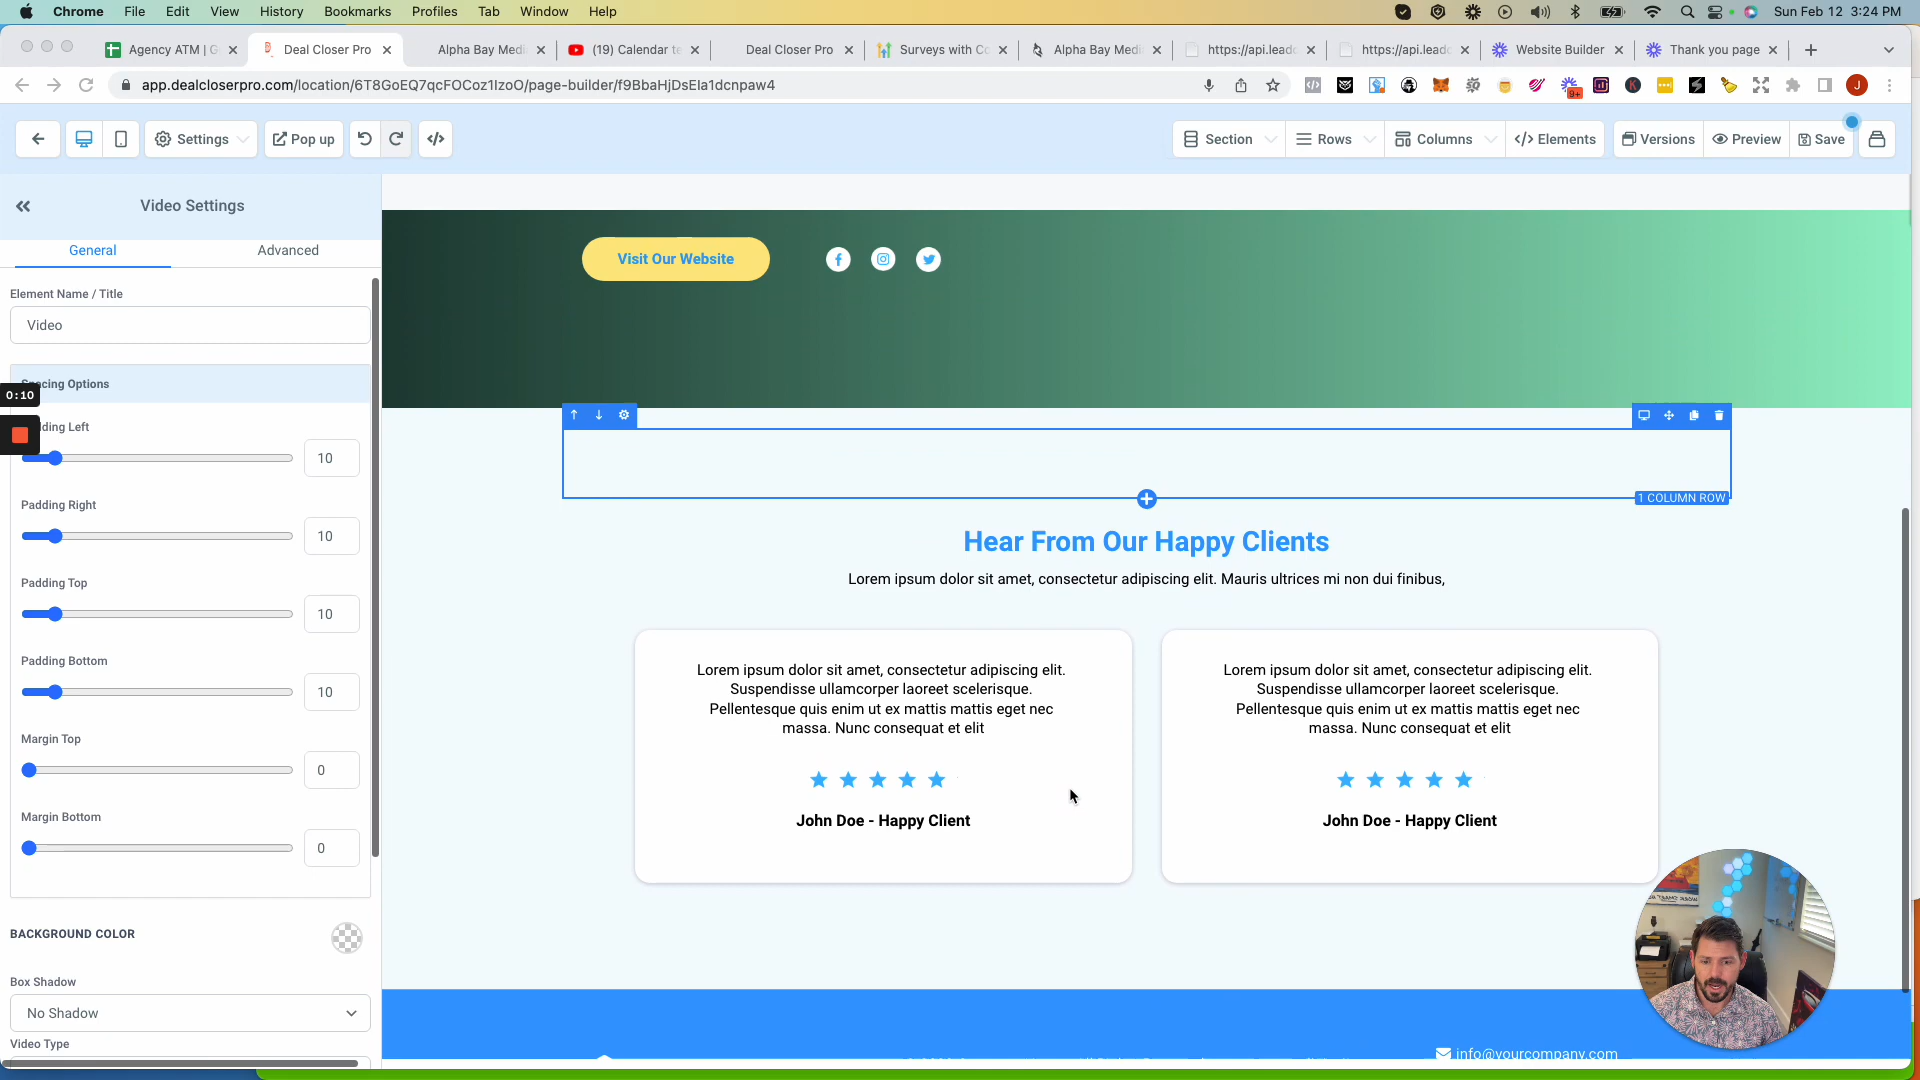 Chrome File Edit View History Bookmarks Profiles Tab Window Help Sun Feb 12 3:24 PM
Agency ATM | G Deal Closer Pro Alpha Bay Medi (19) Calendar te Deal Closer Pro Surveys with Co Alpha Bay Medi https://api.leadc https://api.leadc Website Builder Thank you page
app.dealcloserpro.com/location/6T8GoEQ7qcFOCoz1IzoO/page-builder/f9BbaHjDsEla1dcnpaw4 9+ J
Settings Pop up Section Rows Columns Elements Versions Preview Save
Video Settings
General Advanced
Element Name / Title
Video
Spacing Options
0:10
dding Left
10
Padding Right
10
Padding Top
10
Padding Bottom
10
Margin Top
0
Margin Bottom
0
BACKGROUND COLOR
Box Shadow
No Shadow
Video Type
Visit Our Website
1 COLUMN ROW
Hear From Our Happy Clients
Lorem ipsum dolor sit amet, consectetur adipiscing elit. Mauris ultrices mi non dui finibus,
Lorem ipsum dolor sit amet, consectetur adipiscing elit.
Suspendisse ullamcorper laoreet scelerisque.
Pellentesque quis enim ut ex mattis mattis eget nec
massa. Nunc consequat et elit
John Doe - Happy Client
Lorem ipsum dolor sit amet, consectetur adipiscing elit.
Suspendisse ullamcorper laoreet scelerisque.
Pellentesque quis enim ut ex mattis mattis eget nec
massa. Nunc consequat et elit
John Doe - Happy Client
info@yourcompany.com